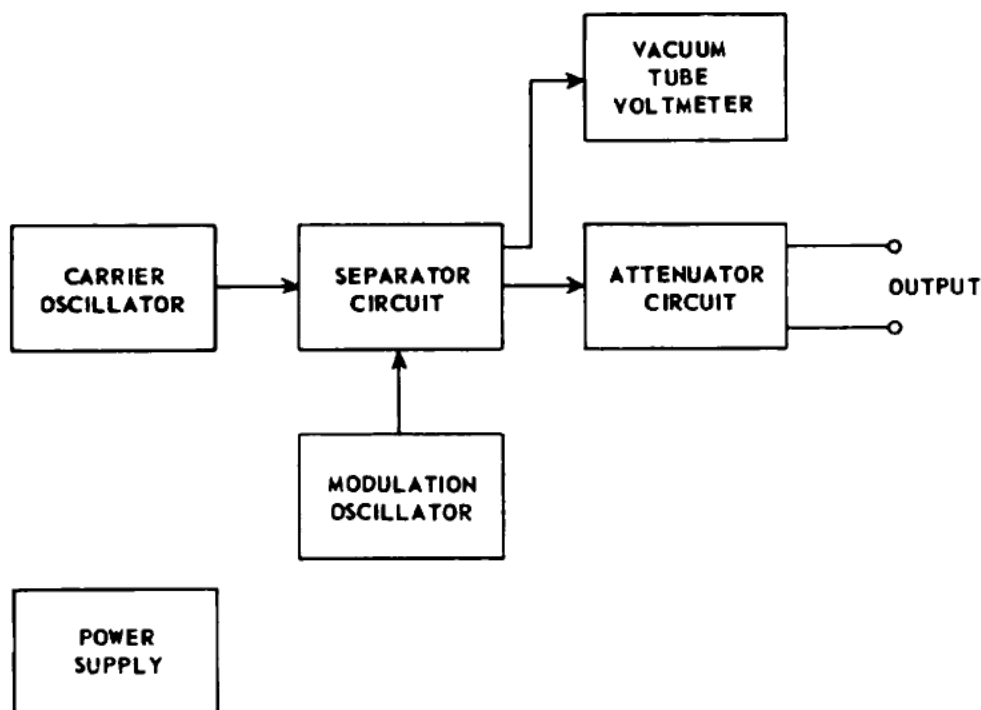 VACUUM
TUBE
VOLTMETER
CARRIER
OSCILLATOR
SEPARATOR
CIRCUIT
ATTENUATOR
CIRCUIT
OUTPUT
MODULATION
OSCILLATOR
POWER
SUPPLY